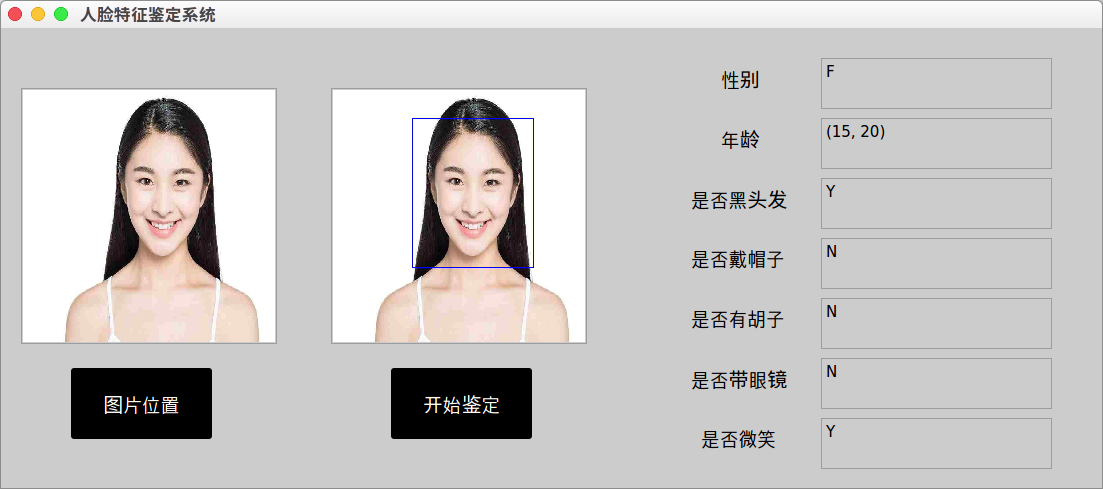 人脸特征鉴定系统
性别
F
年龄
(15, 20)
是否黑头发
Y
是否戴帽子
N
是否有胡子
N
是否带眼镜
N
是否微笑
Y
图片位置
开始鉴定